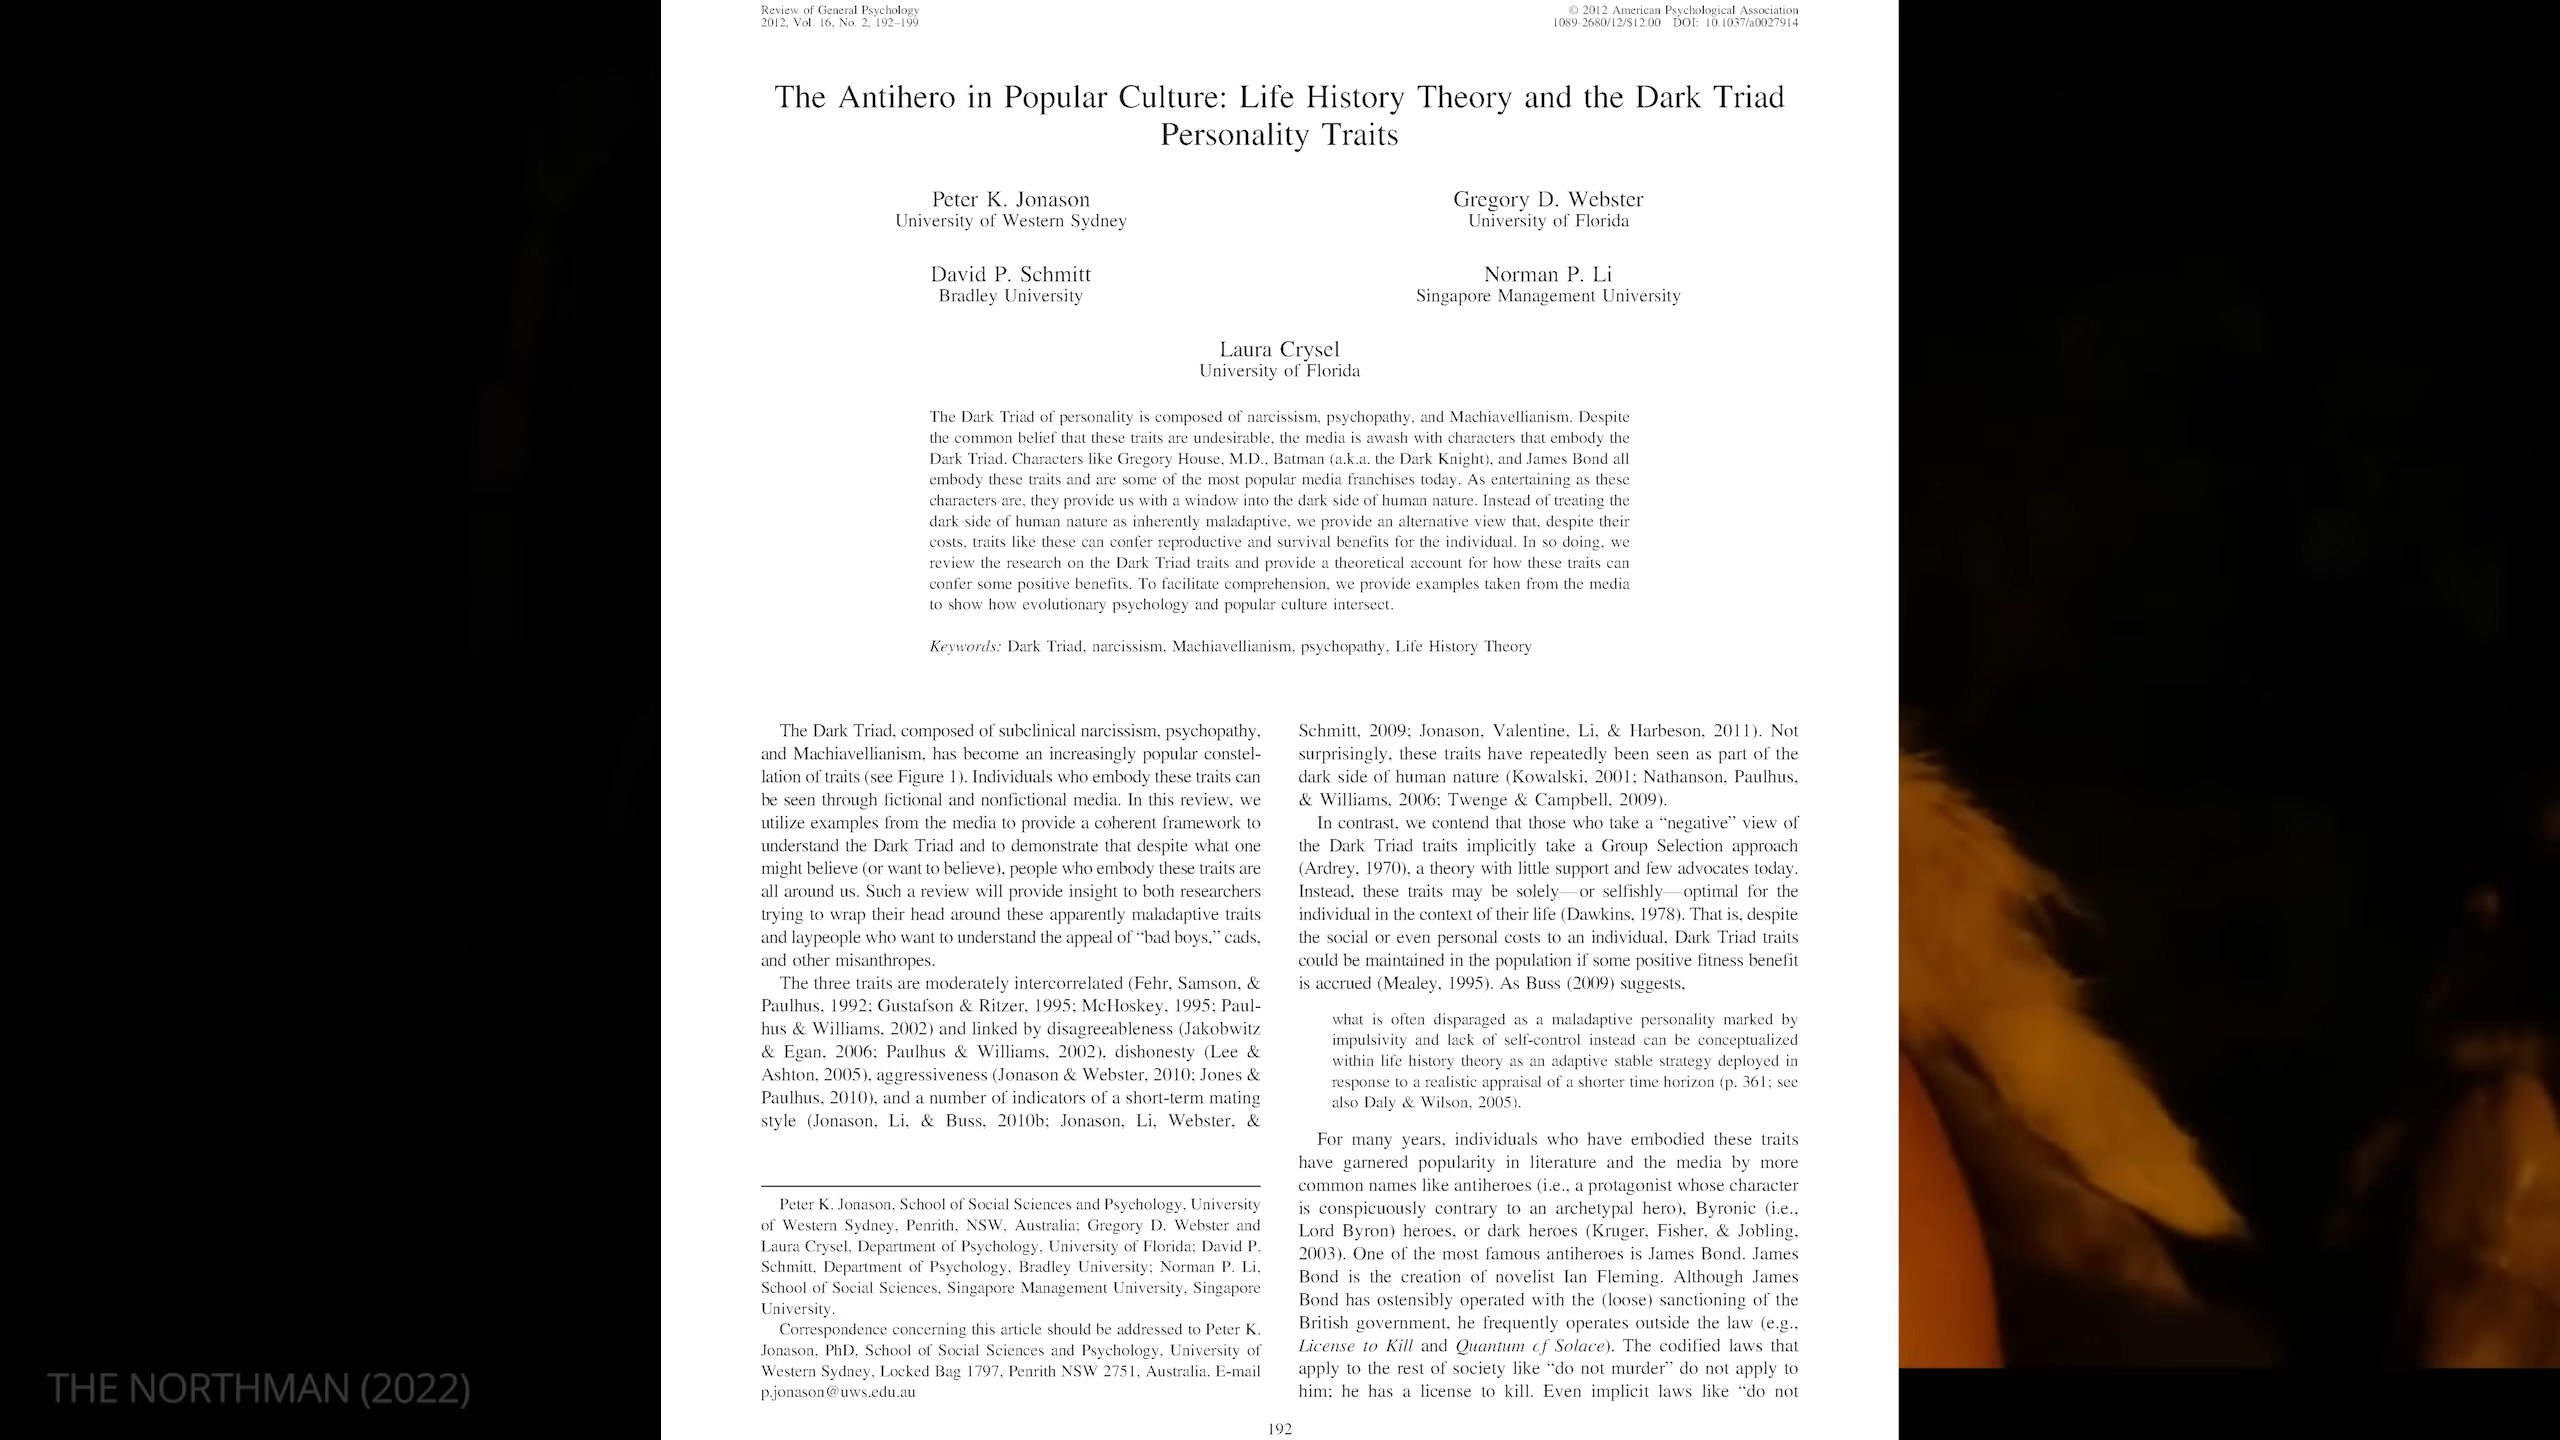 Review of General Psychology
2012, Vol. 16, No. 2, 192–199
© 2012 American Psychological Association
1089-2680/12/$12.00 DOI: 10.1037/a0027914
The Antihero in Popular Culture: Life History Theory and the Dark Triad
Personality Traits
Peter K. Jonason
University of Western Sydney
Gregory D. Webster
University of Florida
David P. Schmitt
Bradley University
Norman P. Li
Singapore Management University
Laura Crysel
University of Florida
The Dark Triad of personality is composed of narcissism, psychopathy, and Machiavellianism. Despite
the common belief that these traits are undesirable, the media is awash with characters that embody the
Dark Triad. Characters like Gregory House, M.D., Batman (a.k.a. the Dark Knight), and James Bond all
embody these traits and are some of the most popular media franchises today. As entertaining as these
characters are, they provide us with a window into the dark side of human nature. Instead of treating the
dark side of human nature as inherently maladaptive, we provide an alternative view that, despite their
costs, traits like these can confer reproductive and survival benefits for the individual. In so doing, we
review the research on the Dark Triad traits and provide a theoretical account for how these traits can
confer some positive benefits. To facilitate comprehension, we provide examples taken from the media
to show how evolutionary psychology and popular culture intersect.
Keywords: Dark Triad, narcissism, Machiavellianism, psychopathy, Life History Theory
The Dark Triad, composed of subclinical narcissism, psychopathy,
and Machiavellianism, has become an increasingly popular constel-
lation of traits (see Figure 1). Individuals who embody these traits can
be seen through fictional and nonfictional media. In this review, we
utilize examples from the media to provide a coherent framework to
understand the Dark Triad and to demonstrate that despite what one
might believe (or want to believe), people who embody these traits are
all around us. Such a review will provide insight to both researchers
trying to wrap their head around these apparently maladaptive traits
and laypeople who want to understand the appeal of “bad boys,” cads,
and other misanthropes.
The three traits are moderately intercorrelated (Fehr, Samson, &
Paulhus, 1992; Gustafson & Ritzer, 1995; McHoskey, 1995; Paul-
hus & Williams, 2002) and linked by disagreeableness (Jakobwitz
& Egan, 2006; Paulhus & Williams, 2002), dishonesty (Lee &
Ashton, 2005), aggressiveness (Jonason & Webster, 2010; Jones &
Paulhus, 2010), and a number of indicators of a short-term mating
style (Jonason, Li, & Buss, 2010b; Jonason, Li, Webster, &
Peter K. Jonason, School of Social Sciences and Psychology, University
of Western Sydney, Penrith, NSW, Australia; Gregory D. Webster and
Laura Crysel, Department of Psychology, University of Florida; David P.
Schmitt, Department of Psychology, Bradley University; Norman P. Li,
School of Social Sciences, Singapore Management University, Singapore
University.
Correspondence concerning this article should be addressed to Peter K.
Jonason, PhD, School of Social Sciences and Psychology, University of
Western Sydney, Locked Bag 1797, Penrith NSW 2751, Australia. E-mail
p.jonason@uws.edu.au
Schmitt, 2009; Jonason, Valentine, Li, & Harbeson, 2011). Not
surprisingly, these traits have repeatedly been seen as part of the
dark side of human nature (Kowalski, 2001; Nathanson, Paulhus,
& Williams, 2006; Twenge & Campbell, 2009).
In contrast, we contend that those who take a “negative” view of
the Dark Triad traits implicitly take a Group Selection approach
(Ardrey, 1970), a theory with little support and few advocates today.
Instead, these traits may be solely—or selfishly—optimal for the
individual in the context of their life (Dawkins, 1978). That is, despite
the social or even personal costs to an individual, Dark Triad traits
could be maintained in the population if some positive fitness benefit
is accrued (Mealey, 1995). As Buss (2009) suggests,
what is often disparaged as a maladaptive personality marked by
impulsivity and lack of self-control instead can be conceptualized
within life history theory as an adaptive stable strategy deployed in
response to a realistic appraisal of a shorter time horizon (p. 361; see
also Daly & Wilson, 2005).
For many years, individuals who have embodied these traits
have garnered popularity in literature and the media by more
common names like antiheroes (i.e., a protagonist whose character
is conspicuously contrary to an archetypal hero), Byronic (i.e.,
Lord Byron) heroes, or dark heroes (Kruger, Fisher, & Jobling,
2003). One of the most famous antiheroes is James Bond. James
Bond is the creation of novelist Ian Fleming. Although James
Bond has ostensibly operated with the (loose) sanctioning of the
British government, he frequently operates outside the law (e.g.,
License to Kill and Quantum of Solace). The codified laws that
apply to the rest of society like “do not murder” do not apply to
him; he has a license to kill. Even implicit laws like “do not
192
THE NORTHMAN (2022)